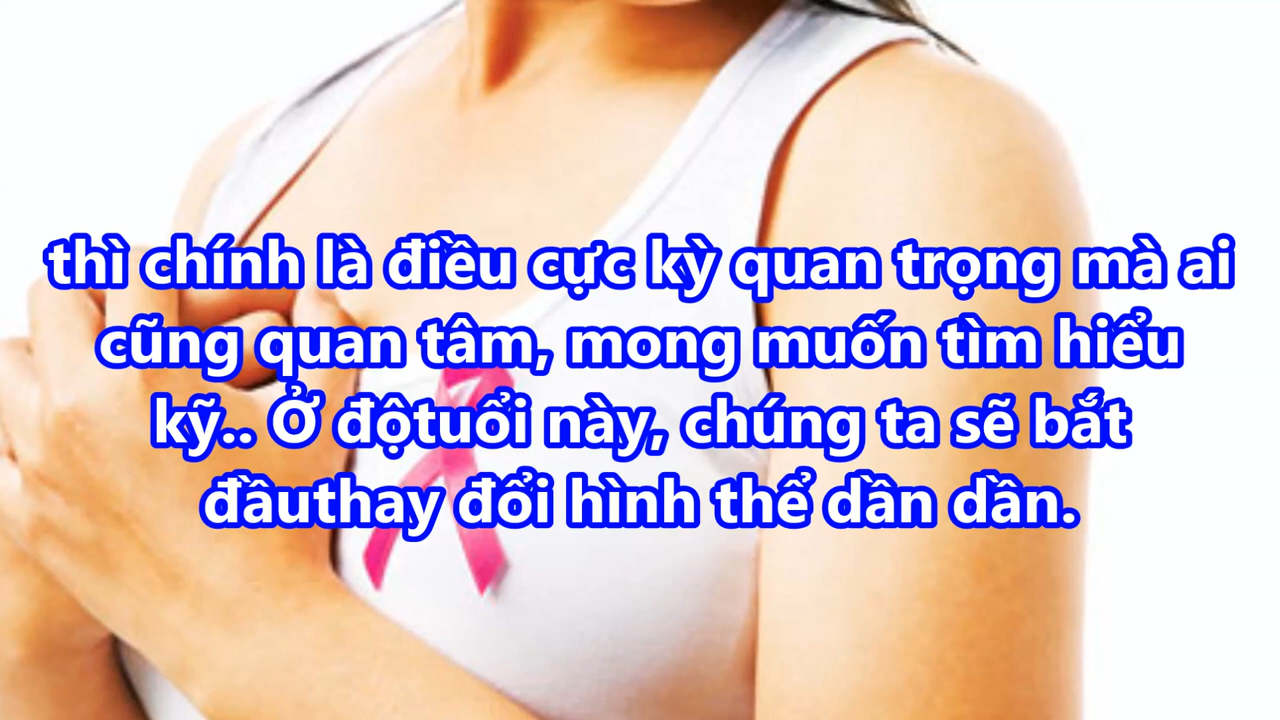 thì chính là điều cực kỳ quan trọng mà ai
cũng quan tâm, mong muốn tìm hiểu
kỹ.. Ở độtuổi này, chúng ta sẽ bắt
đầuthay đổi hình thể dần dần.